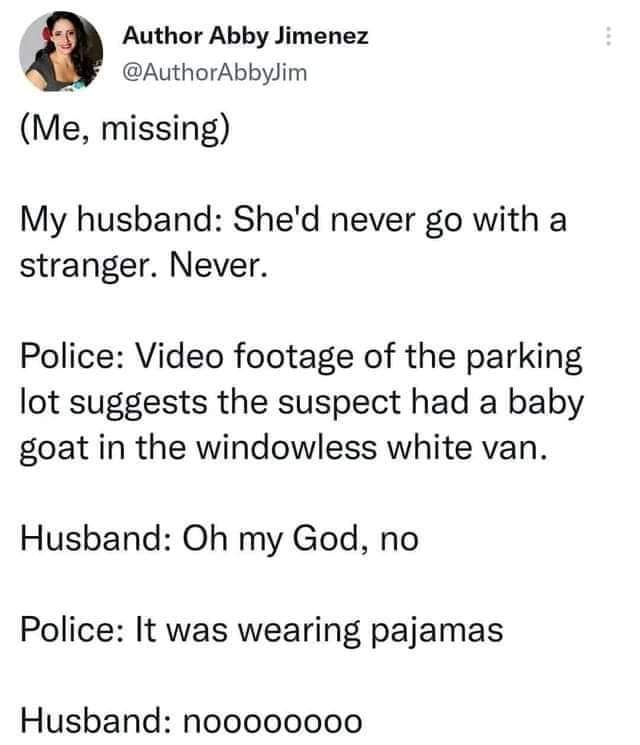 Author Abby Jimenez
@AuthorAbbyJim
(Me, missing)
My husband: She'd never go with a
stranger. Never.
Police: Video footage of the parking
lot suggests the suspect had a baby
goat in the windowless white van.
Husband: Oh my God, no
Police: It was wearing pajamas
Husband: noooooooo